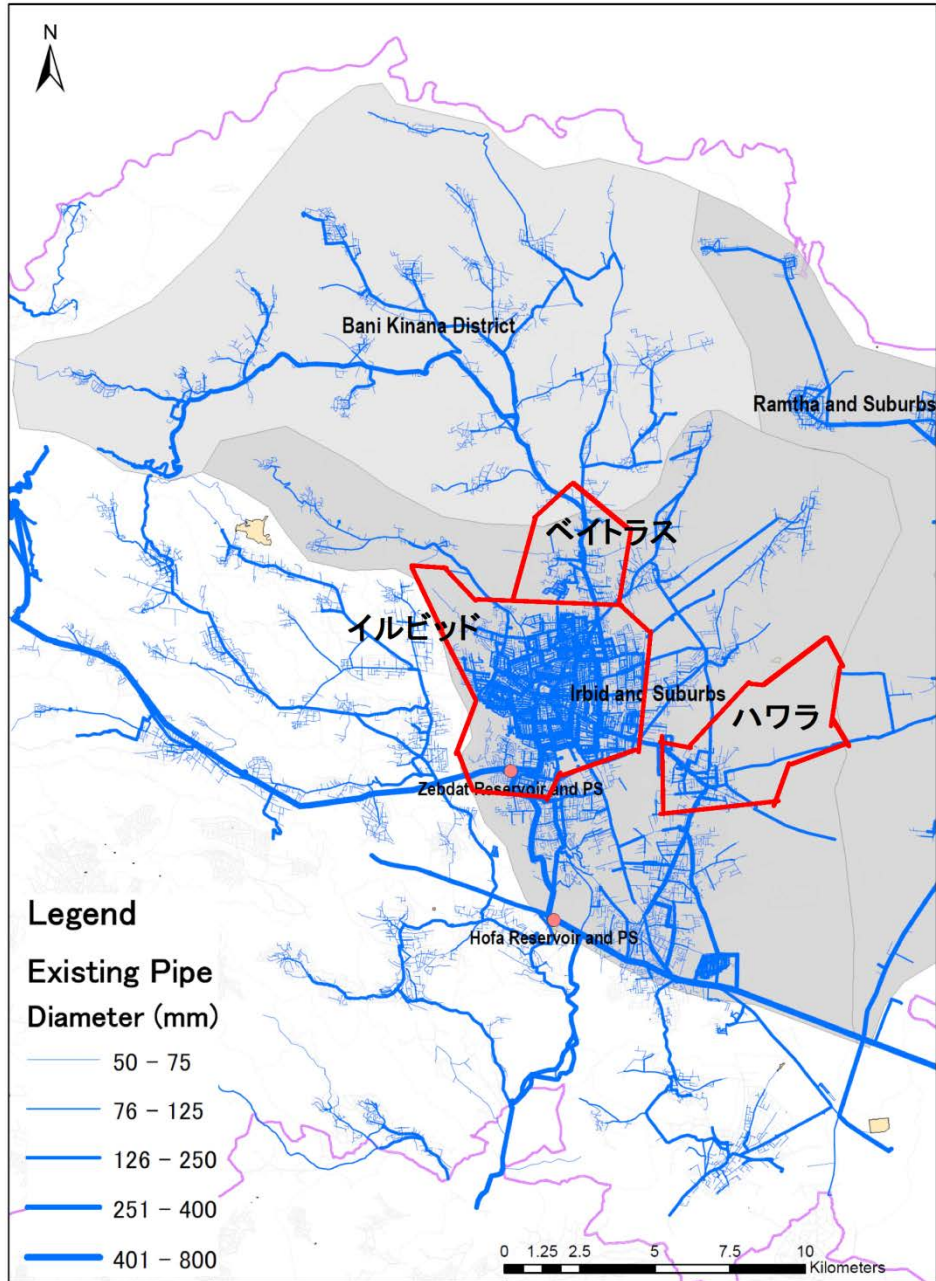 N
Bani Kinana District
Ramtha and Suburbs
ベイトラス
イルビッド
Irbid and Suburbs
ハワラ
Zebdat Reservoir and PS
Hofa Reservoir and PS
Legend
Existing Pipe
Diameter (mm)
50 - 75
76 - 125
126 - 250
251 - 400
401 - 800
0 1.25 2.5 5 7.5 10
Kilometers